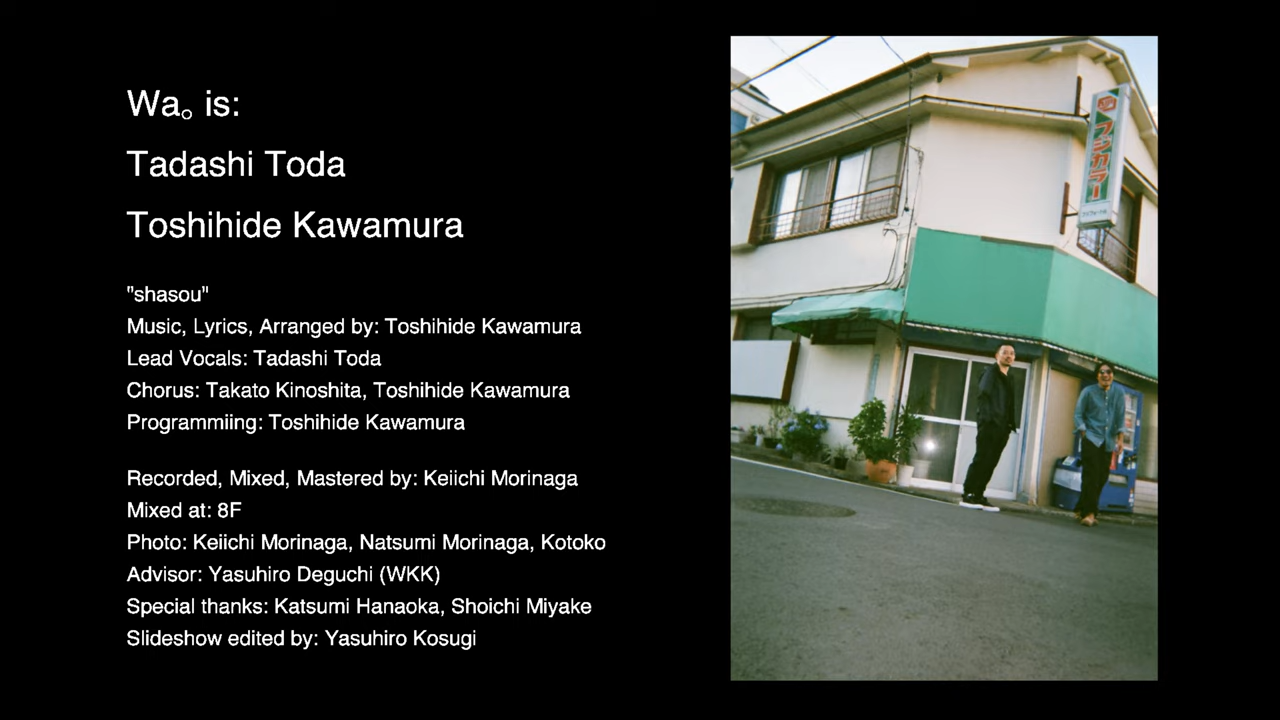 Wa。 is:
Tadashi Toda
Toshihide Kawamura
"shasou"
Music, Lyrics, Arranged by: Toshihide Kawamura
Lead Vocals: Tadashi Toda
Chorus: Takato Kinoshita, Toshihide Kawamura
Programmiing: Toshihide Kawamura
Recorded, Mixed, Mastered by: Keiichi Morinaga
Mixed at: 8F
Photo: Keiichi Morinaga, Natsumi Morinaga, Kotoko
Advisor: Yasuhiro Deguchi (WKK)
Special thanks: Katsumi Hanaoka, Shoichi Miyake
Slideshow edited by: Yasuhiro Kosugi
フジカラー